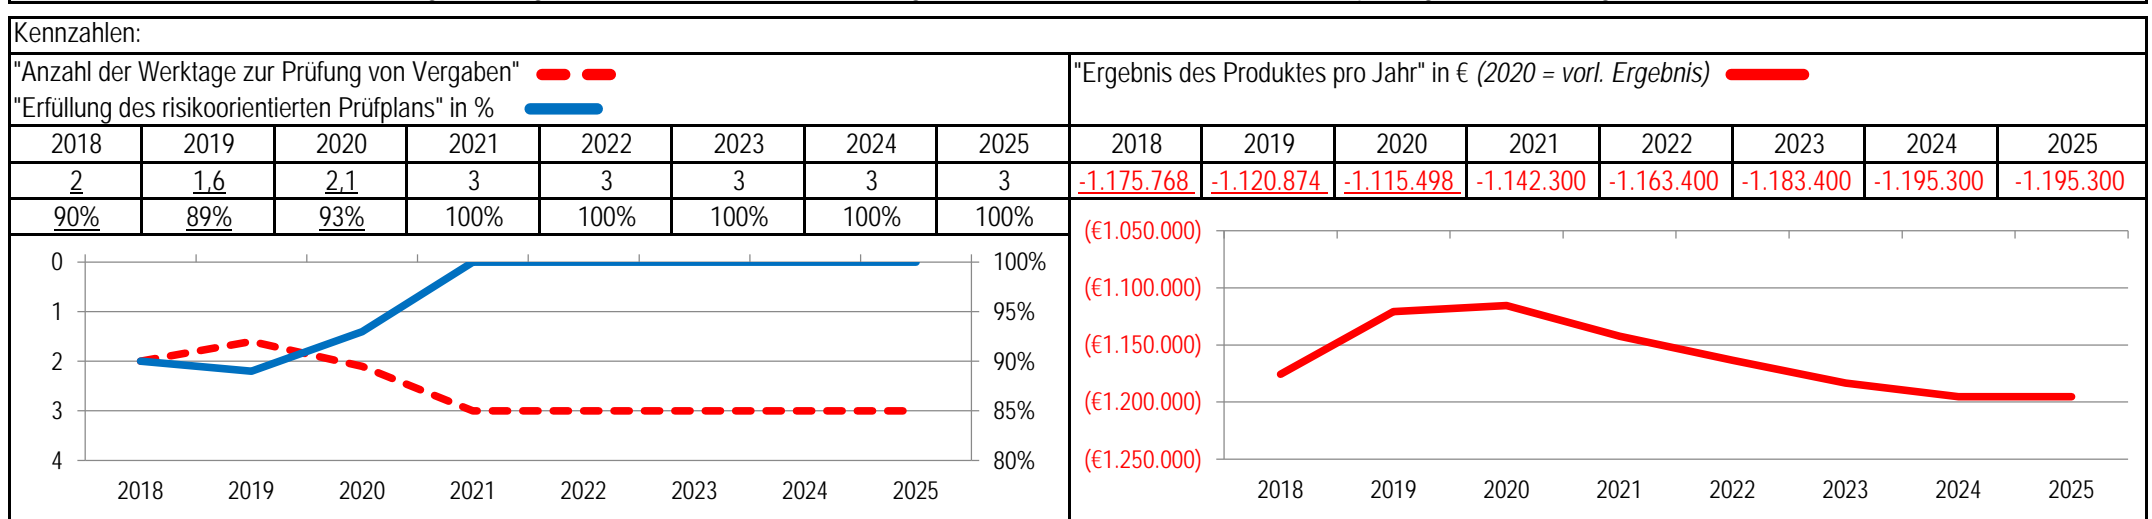 Kennzahlen:
"Anzahl der Werktage zur Prüfung von Vergaben"
"Erfüllung des risikoorientierten Prüfplans" in %
2018 2019 2020 2021 2022 2023 2024 2025
2 1,6 2,1 3 3 3 3 3
90% 89% 93% 100% 100% 100% 100% 100%
0 100%
1 95%
2 90%
3 85%
4 80%
2018 2019 2020 2021 2022 2023 2024 2025
"Ergebnis des Produktes pro Jahr" in € (2020 = vorl. Ergebnis)
2018 2019 2020 2021 2022 2023 2024 2025
-1.175.768 -1.120.874 -1.115.498 -1.142.300 -1.163.400 -1.183.400 -1.195.300 -1.195.300
(€1.050.000)
(€1.100.000)
(€1.150.000)
(€1.200.000)
(€1.250.000)
2018 2019 2020 2021 2022 2023 2024 2025